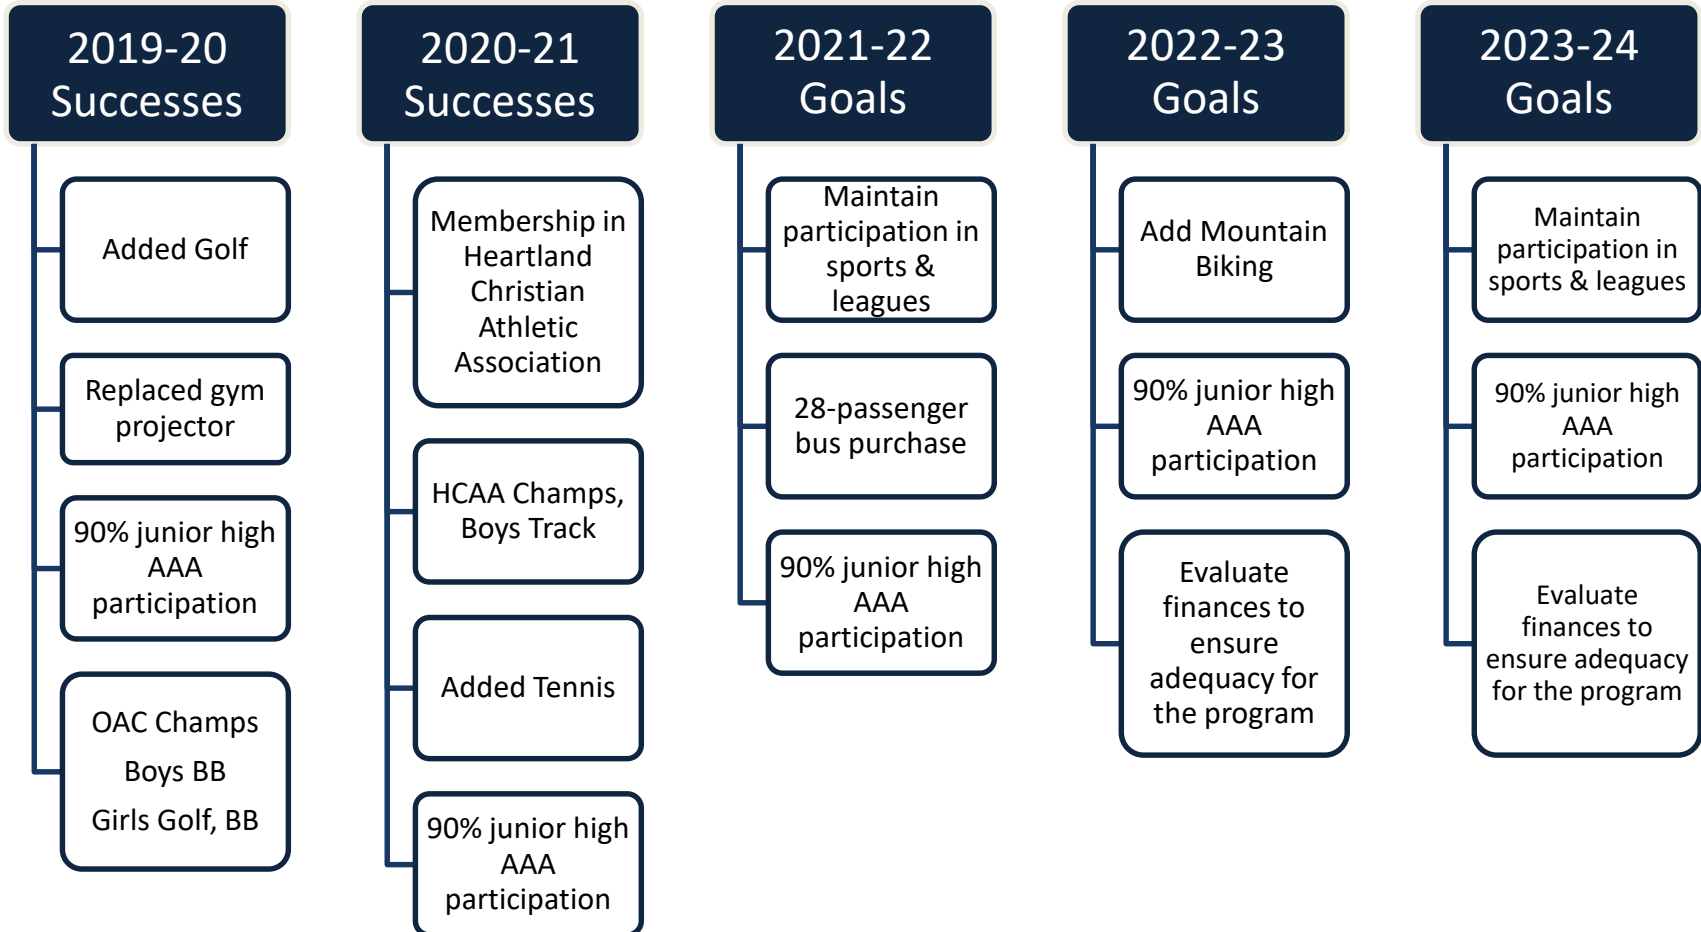 2019-20
Successes
Added Golf
Replaced gym
projector
90% junior high
AAA
participation
OAC Champs
Boys BB
Girls Golf, BB
2020-21
Successes
Membership in
Heartland
Christian
Athletic
Association
HCAA Champs,
Boys Track
Added Tennis
90% junior high
AAA
participation
2021-22
Goals
Maintain
participation in
sports &
leagues
28-passenger
bus purchase
90% junior high
AAA
participation
2022-23
Goals
Add Mountain
Biking
90% junior high
AAA
participation
Evaluate
finances to
ensure
adequacy for
the program
2023-24
Goals
Maintain
participation in
sports & leagues
90% junior high
AAA
participation
Evaluate
finances to
ensure adequacy
for the program